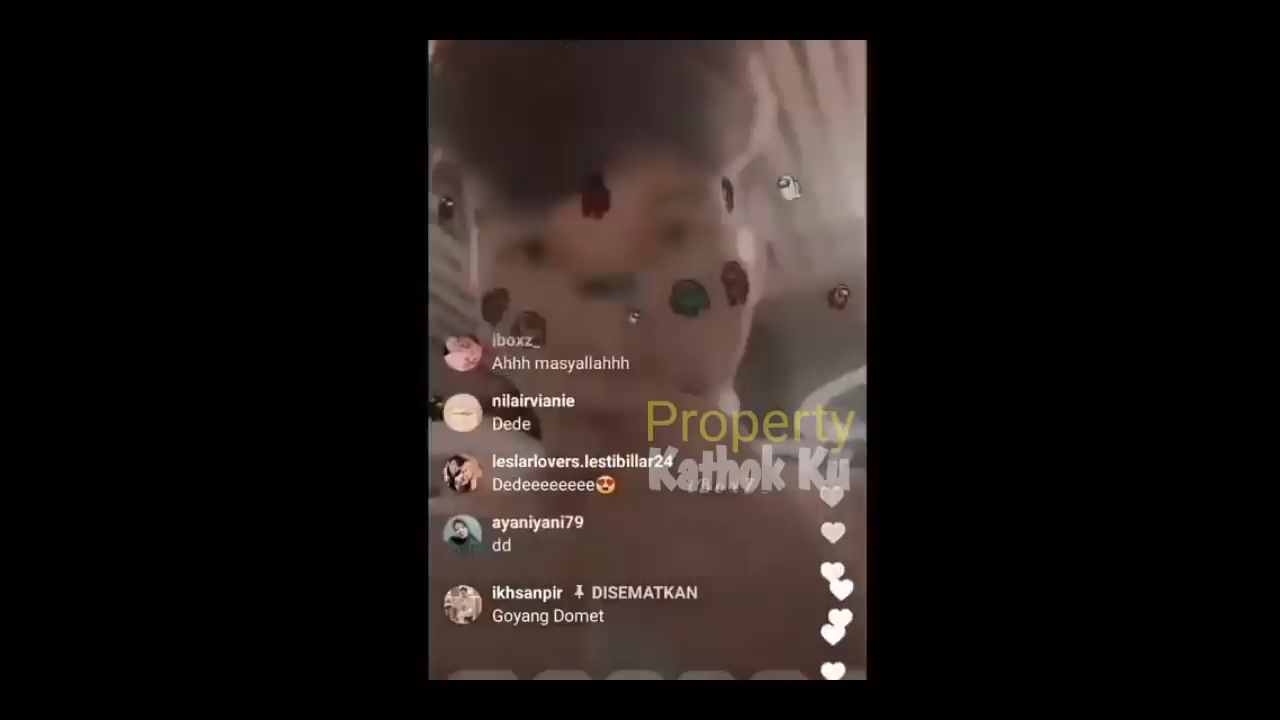 iboxz_
Ahhh masyallahhh
nilairvianie
Dede
Property
leslarlovers.lestibillar24
Kathok Ku
Dedeeeeeeee😍
ayaniyani79
dd
ikhsanpir DISEMATKAN
Goyang Domet